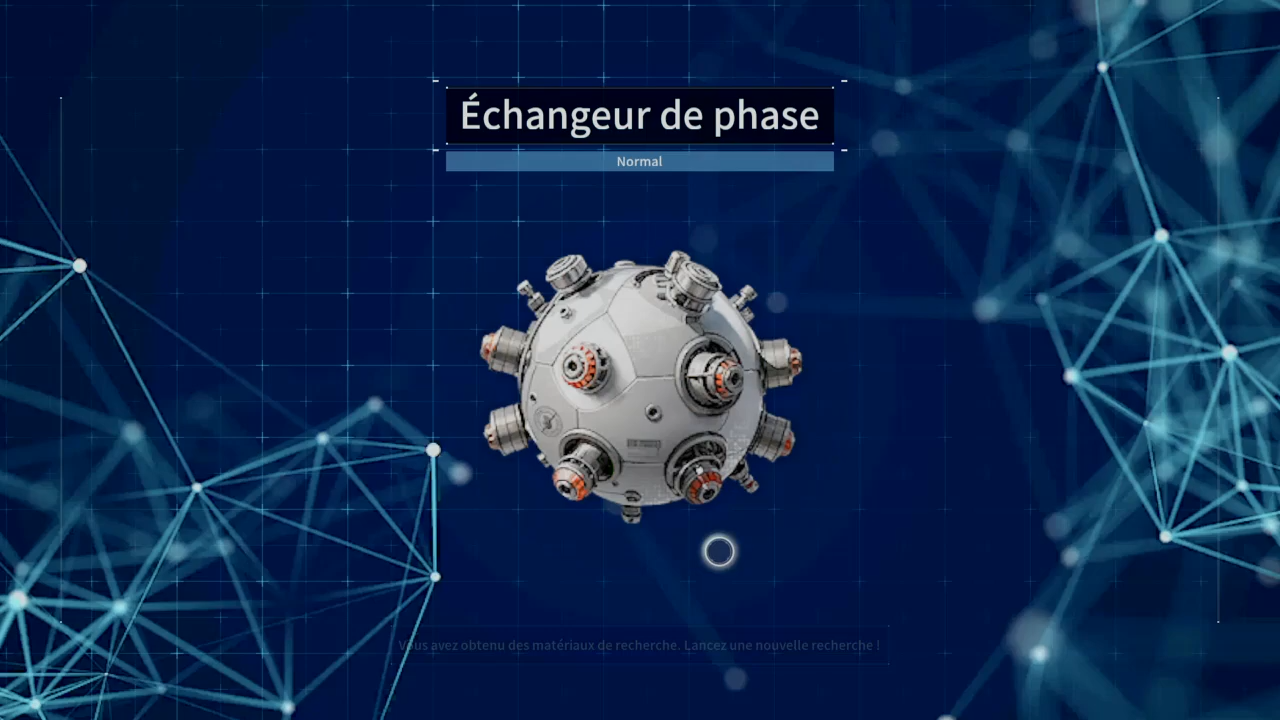 Échangeur de phase
Normal
Vous avez obtenu des matériaux de recherche. Lancez une nouvelle recherche !